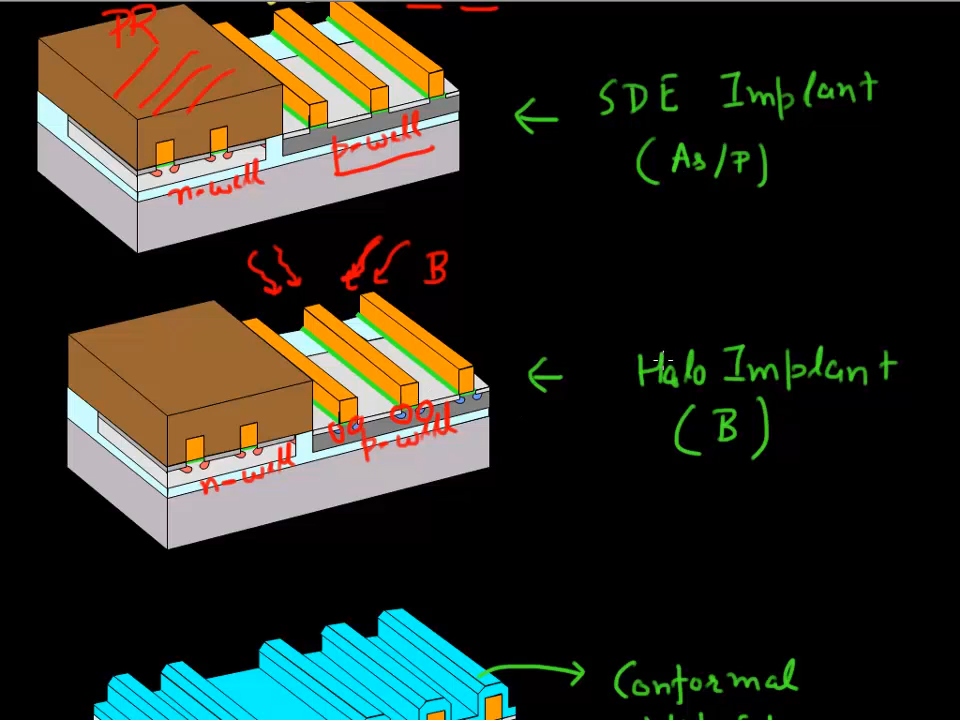 PR
SDE Implant
(As/P)
p-well
n-well
B
Halo Implant
(B)
p-well
n-well
Conformal